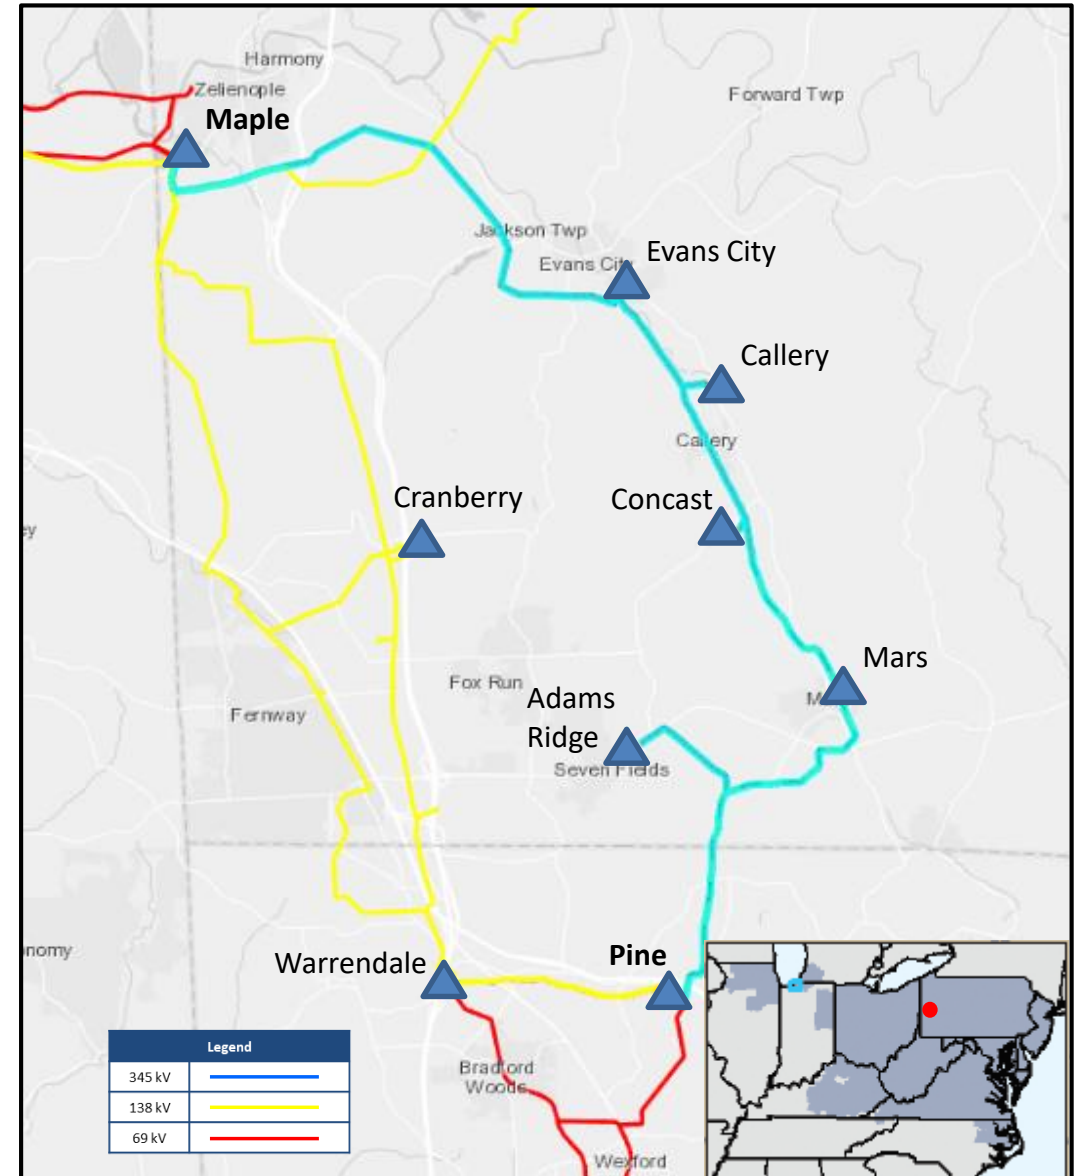 Harmony
Zelienople
Forward Twp
Maple
Jackson Twp
Evans City
Evans City
Callery
Callery
Cranberry
Concast
Mars
Fox Run
Adams
Ridge
Fernway
Seven Fields
Warrendale
Pine
Legend
345 kV
138 kV
69 kV
Bradford
Woods
Wexford